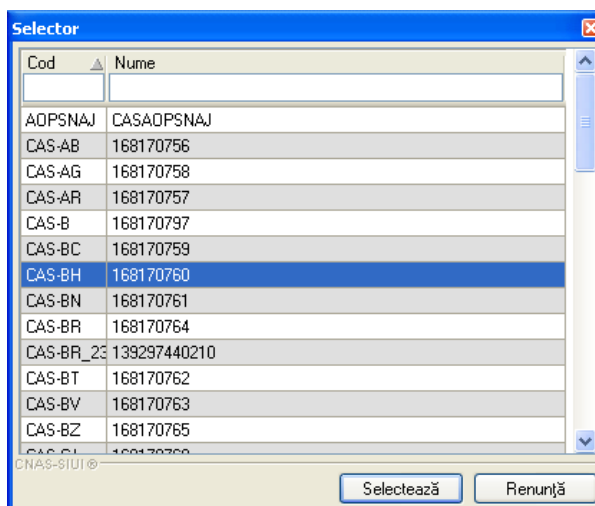 Selector
Cod Nume
AOPSNAJ CASAOPSNAJ
CAS-AB 168170756
CAS-AG 168170758
CAS-AR 168170757
CAS-B 168170797
CAS-BC 168170759
CAS-BH 168170760
CAS-BN 168170761
CAS-BR 168170764
CAS-BR_23 139297440210
CAS-BT 168170762
CAS-BV 168170763
CAS-BZ 168170765
CNAS-SIUI ®
Selectează Renunţă